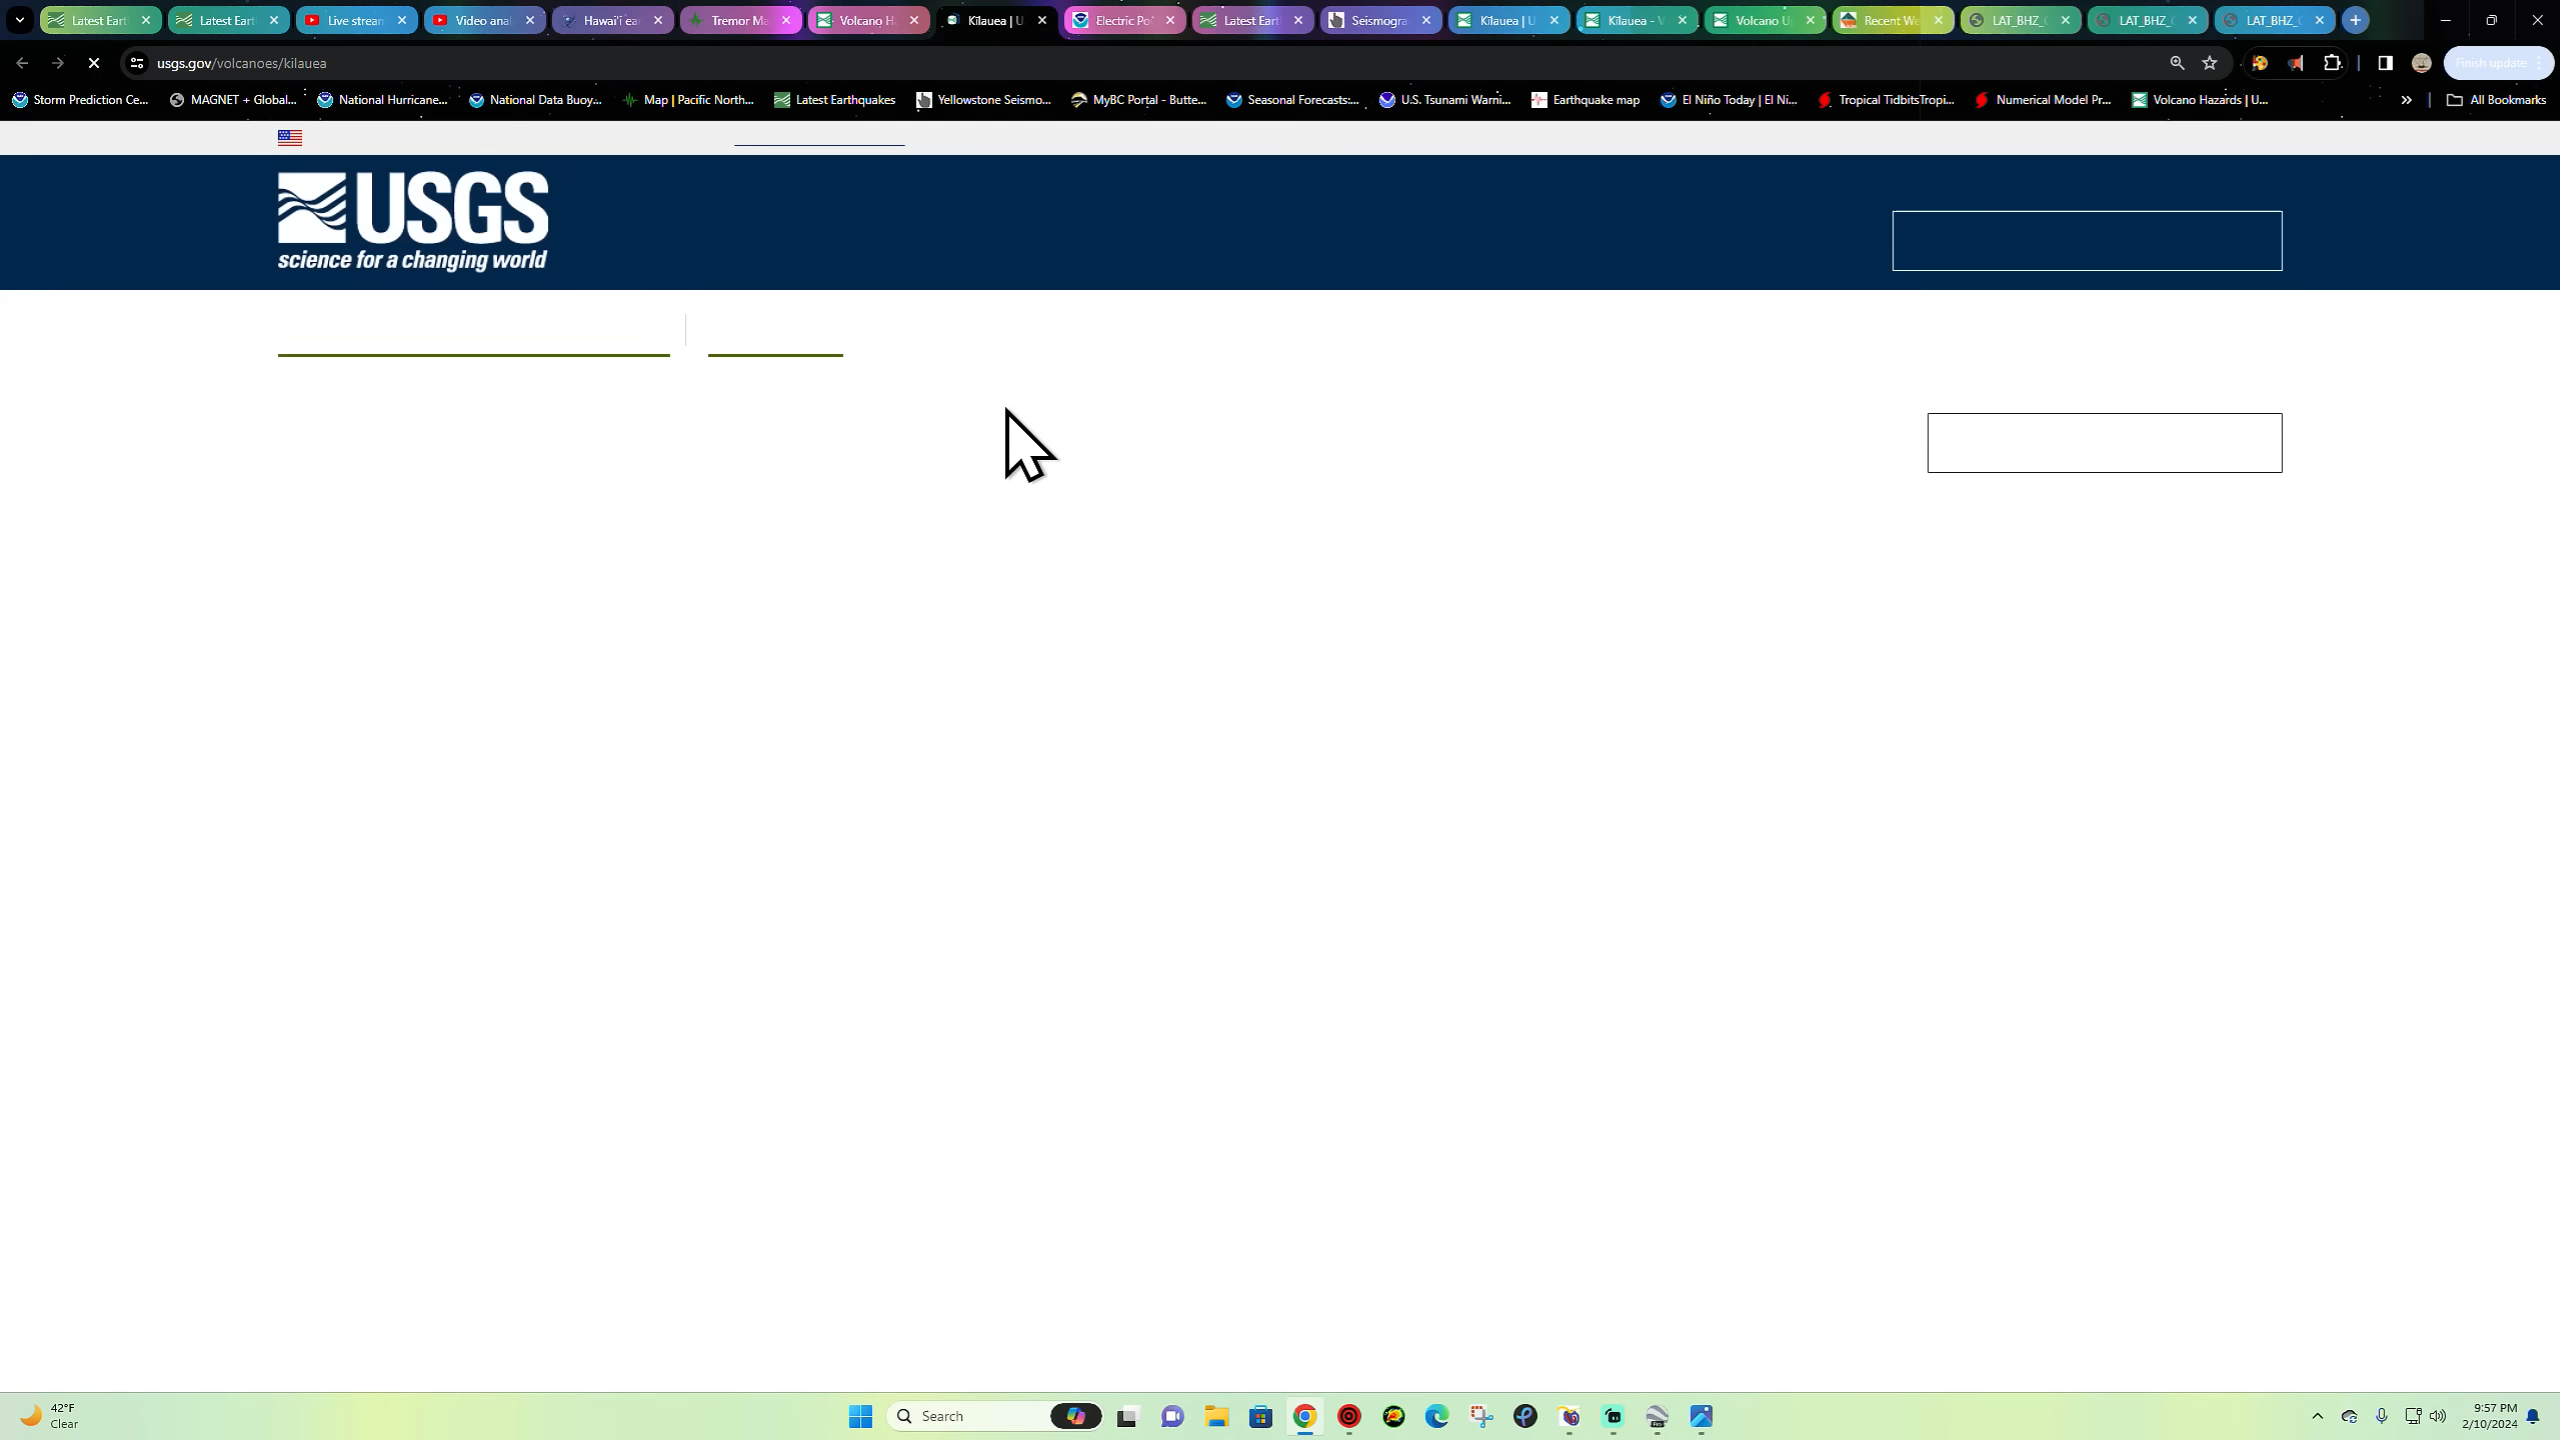 Latest Eart
Latest Eart
Live stream
Video anal
Hawai'i ea
Tremor Ma
Volcano H
Kīlauea | U
Electric Po
Latest Eart
Seismogra
Kīlauea | U
Kīlauea - V
Volcano U
Recent We
LAT_BHZ_
LAT_BHZ_
LAT_BHZ_
usgs.gov/volcanoes/kilauea
Finish update
Storm Prediction Ce...
MAGNET + Global...
National Hurricane...
National Data Buoy...
Map | Pacific North...
Latest Earthquakes
Yellowstone Seismo...
MyBC Portal - Butte...
Seasonal Forecasts:...
U.S. Tsunami Warni...
Earthquake map
El Niño Today | El Ni...
Tropical TidbitsTropi...
Numerical Model Pr...
Volcano Hazards | U...
All Bookmarks
USGS
science for a changing world
42°F
Clear
Search
9:57 PM
2/10/2024